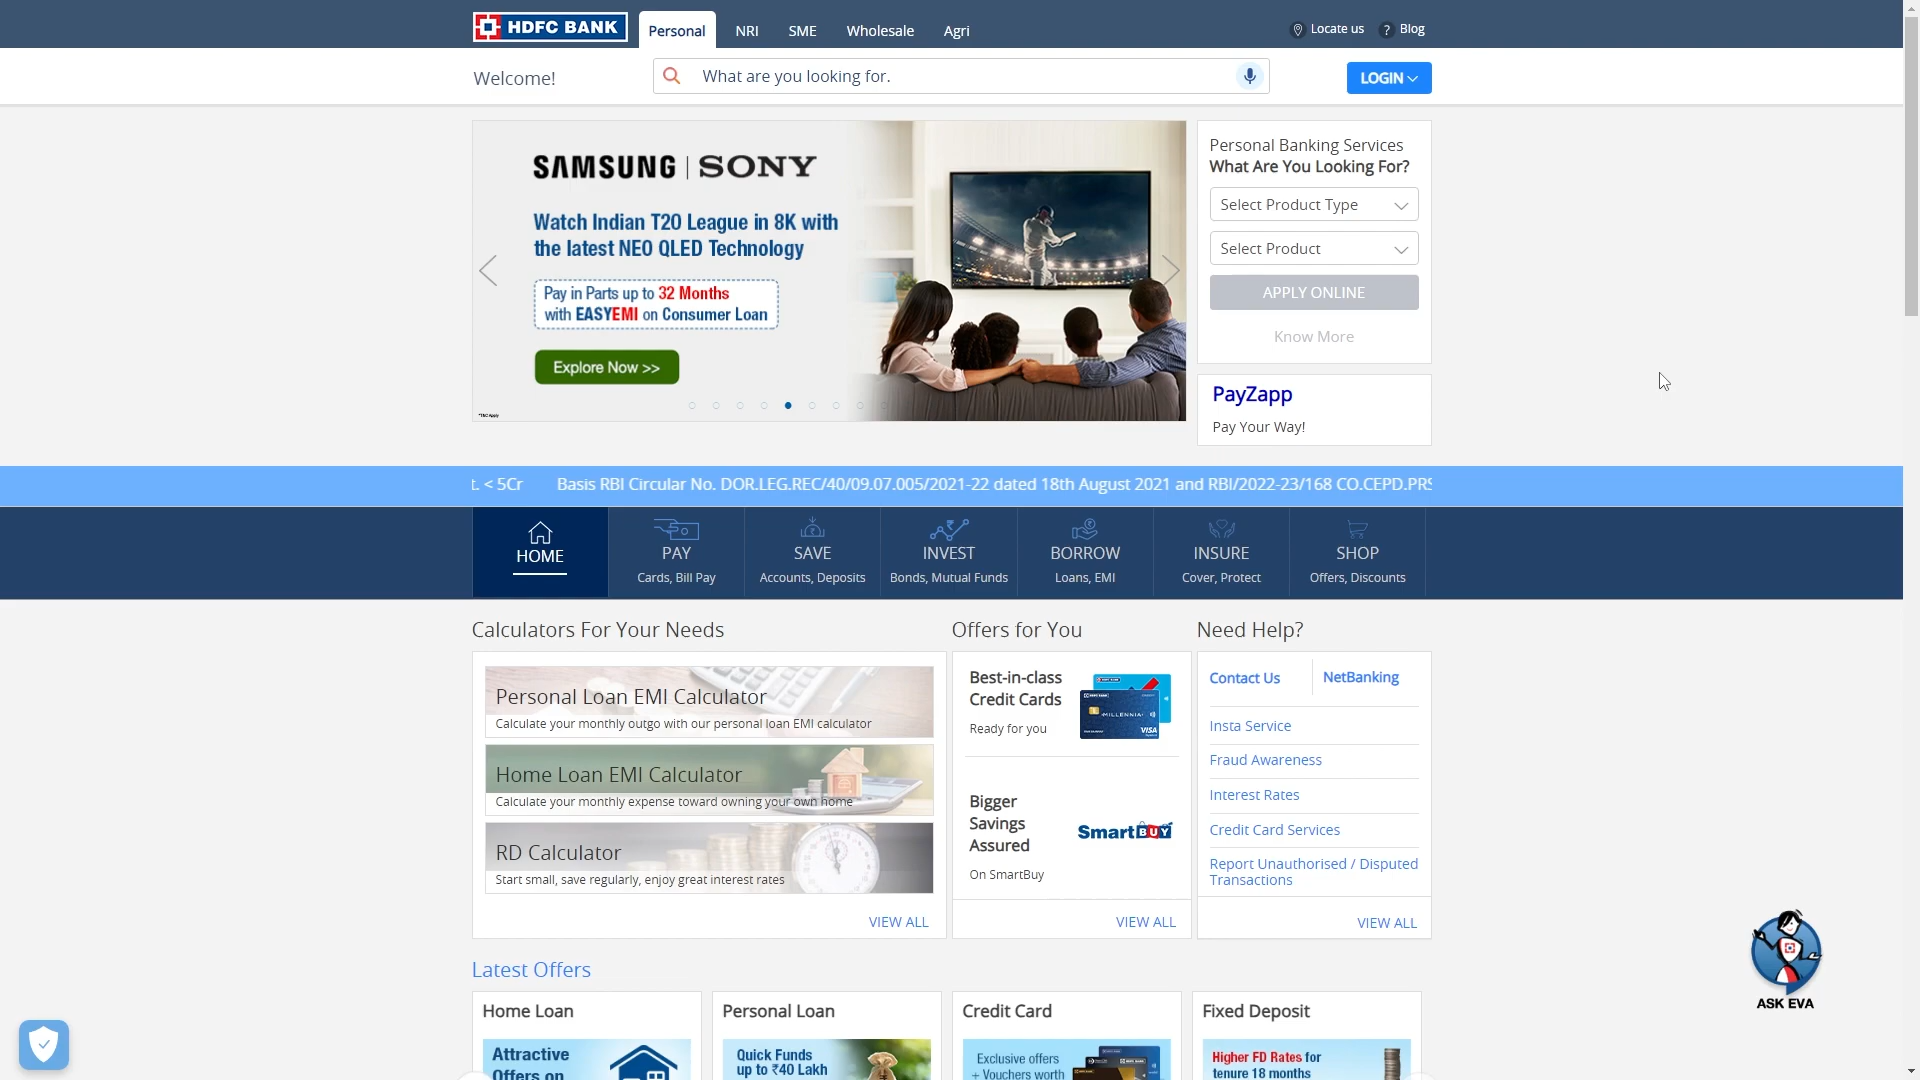 HDFC BANK
Personal
NRI
SME
Wholesale
Agri
Locate us
? Blog
Welcome!
What are you looking for.
LOGIN
SAMSUNG | SONY
Watch Indian T20 League in 8K with
the latest NEO QLED Technology
Pay in Parts up to 32 Months
with EASYEMI on Consumer Loan
Explore Now >>
*T&C Apply
Personal Banking Services
What Are You Looking For?
Select Product Type
Select Product
APPLY ONLINE
Know More
PayZapp
Pay Your Way!
t. < 5Cr Basis RBI Circular No. DOR.LEG.REC/40/09.07.005/2021-22 dated 18th August 2021 and RBI/2022-23/168 CO.CEPD.PRS
HOME
PAY
Cards, Bill Pay
SAVE
Accounts, Deposits
INVEST
Bonds, Mutual Funds
BORROW
Loans, EMI
INSURE
Cover, Protect
SHOP
Offers, Discounts
Calculators For Your Needs
Personal Loan EMI Calculator
Calculate your monthly outgo with our personal loan EMI calculator
Home Loan EMI Calculator
Calculate your monthly expense toward owning your own home
RD Calculator
Start small, save regularly, enjoy great interest rates
VIEW ALL
Offers for You
Best-in-class
Credit Cards
Ready for you
MILLENNIA
VISA
Bigger
Savings
Assured
On SmartBuy
SmartBUY
VIEW ALL
Need Help?
Contact Us
NetBanking
Insta Service
Fraud Awareness
Interest Rates
Credit Card Services
Report Unauthorised / Disputed
Transactions
VIEW ALL
ASK EVA
Latest Offers
Home Loan
Attractive
Offers on
Personal Loan
Quick Funds
up to ₹40 Lakh
Credit Card
Exclusive offers
+ Vouchers worth
Fixed Deposit
Higher FD Rates for
tenure 18 months